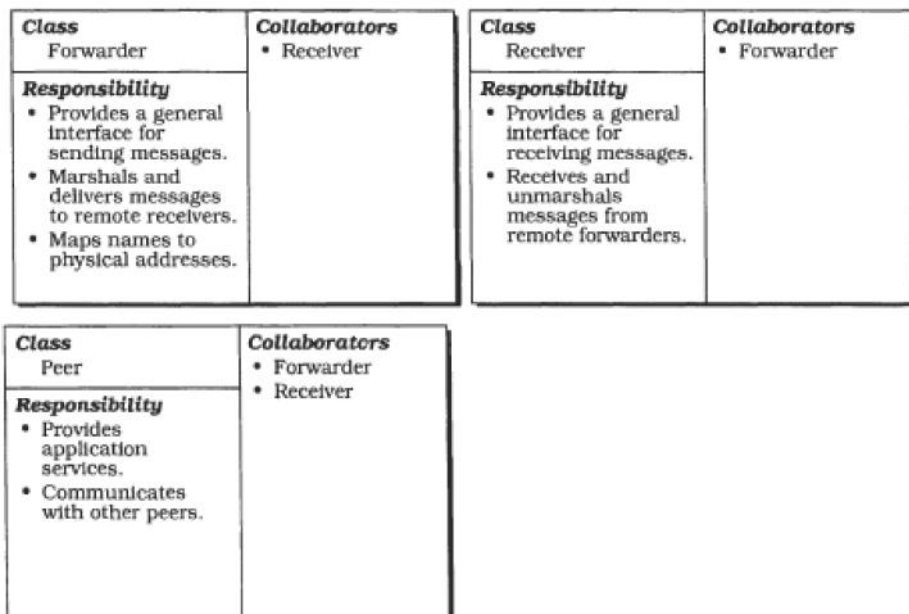 Class
Forwarder
Responsibility
• Provides a general
interface for
sending messages.
• Marshals and
delivers messages
to remote receivers.
• Maps names to
physical addresses.
Collaborators
• Receiver
Class
Receiver
Responsibility
• Provides a general
interface for
receiving messages.
• Receives and
unmarshals
messages from
remote forwarders.
Collaborators
• Forwarder
Class
Peer
Responsibility
• Provides
application
services.
• Communicates
with other peers.
Collaborators
• Forwarder
• Receiver